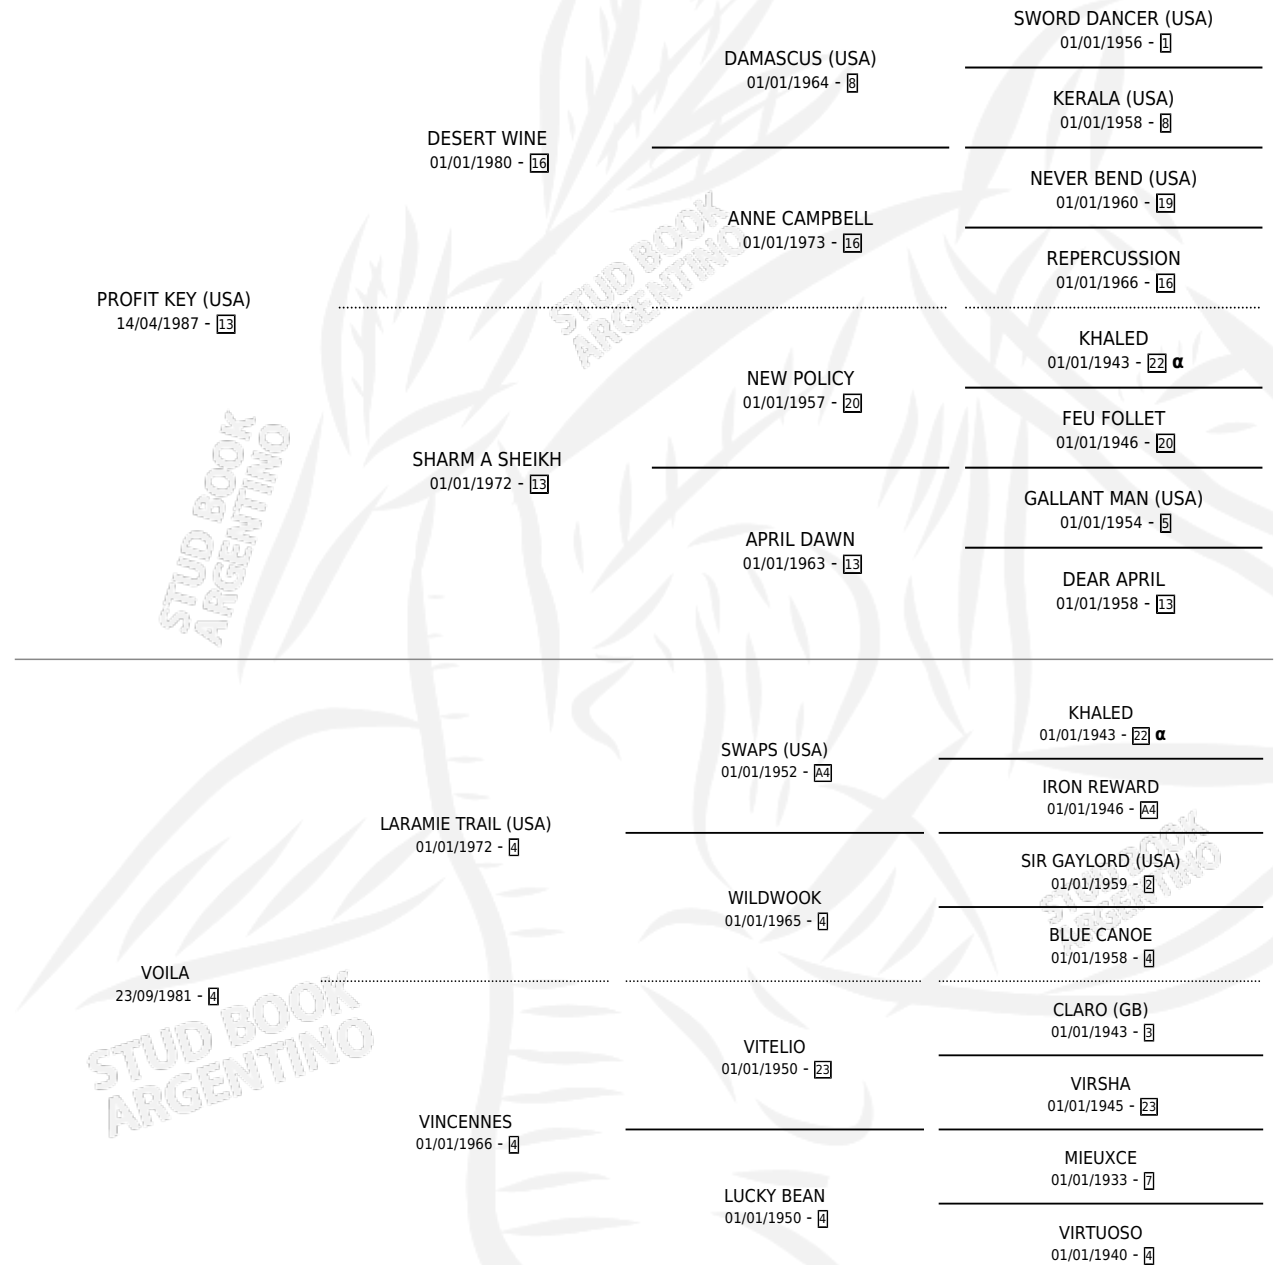 SWORD DANCER (USA)
01/01/1956 - 1
DAMASCUS (USA)
01/01/1964 - 8
KERALA (USA)
01/01/1958 - 8
DESERT WINE
01/01/1980 - 16
NEVER BEND (USA)
01/01/1960 - 19
ANNE CAMPBELL
01/01/1973 - 16
REPERCUSSION
01/01/1966 - 16
PROFIT KEY (USA)
14/04/1987 - 13
KHALED
01/01/1943 - 22 α
NEW POLICY
01/01/1957 - 20
FEU FOLLET
01/01/1946 - 20
SHARM A SHEIKH
01/01/1972 - 13
GALLANT MAN (USA)
01/01/1954 - 5
APRIL DAWN
01/01/1963 - 13
DEAR APRIL
01/01/1958 - 13
KHALED
01/01/1943 - 22 α
SWAPS (USA)
01/01/1952 - A4
IRON REWARD
01/01/1946 - A4
LARAMIE TRAIL (USA)
01/01/1972 - 4
SIR GAYLORD (USA)
01/01/1959 - 2
WILDWOOK
01/01/1965 - 4
BLUE CANOE
01/01/1958 - 4
VOILA
23/09/1981 - 4
CLARO (GB)
01/01/1943 - 3
VITELIO
01/01/1950 - 23
VIRSHA
01/01/1945 - 23
VINCENNES
01/01/1966 - 4
MIEUXCE
01/01/1933 - 7
LUCKY BEAN
01/01/1950 - 4
VIRTUOSO
01/01/1940 - 4
STUD BOOK
ARGENTINO
STUD BOOK
ARGENTINO
STUD BOOK
ARGENTINO
STUD BOOK
ARGENTINO